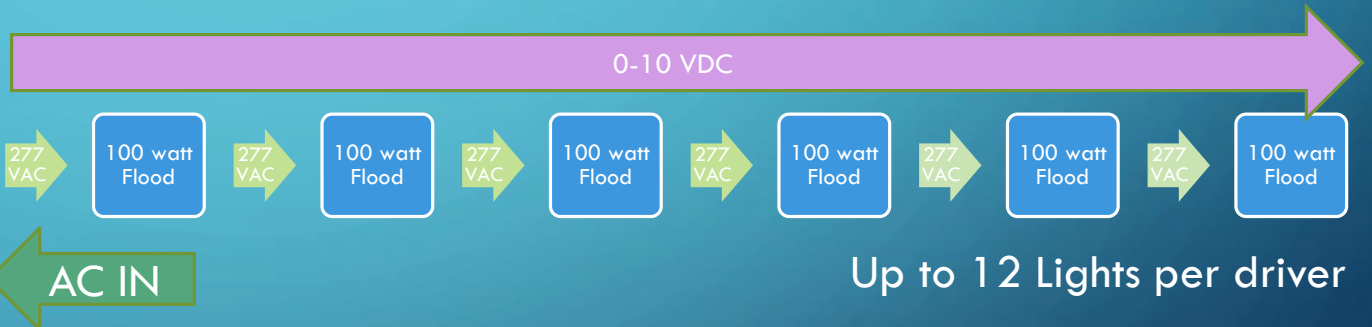 0-10 VDC
277
VAC
100 watt
Flood
277
VAC
100 watt
Flood
277
VAC
100 watt
Flood
277
VAC
100 watt
Flood
277
VAC
100 watt
Flood
277
VAC
100 watt
Flood
AC IN
Up to 12 Lights per driver